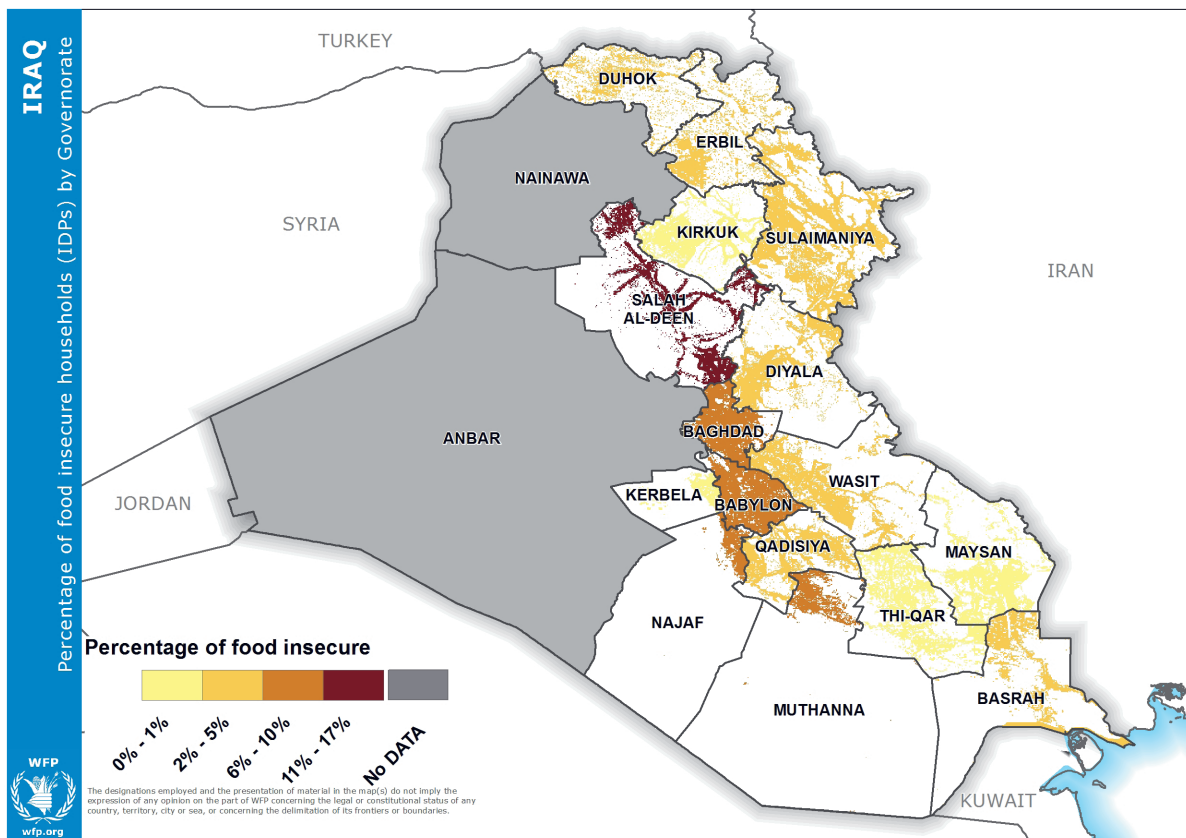 IRAQ
Percentage of food insecure households (IDPs) by Governorate
TURKEY
DUHOK
ERBIL
NAINAWA
SYRIA
KIRKUK
SULAIMANIYA
IRAN
SALAH
AL-DEEN
DIYALA
ANBAR
BAGHDAD
WASIT
JORDAN
KERBELA
BABYLON
QADISIYA
MAYSAN
NAJAF
THI-QAR
MUTHANNA
BASRAH
KUWAIT
Percentage of food insecure
0% - 1%
2% - 5%
6% - 10%
11% - 17%
No DATA
The designations employed and the presentation of material in the map(s) do not imply the
expression of any opinion on the part of WFP concerning the legal or constitutional status of any
country, territory, city or sea, or concerning the delimitation of its frontiers or boundaries.
WFP
wfp.org